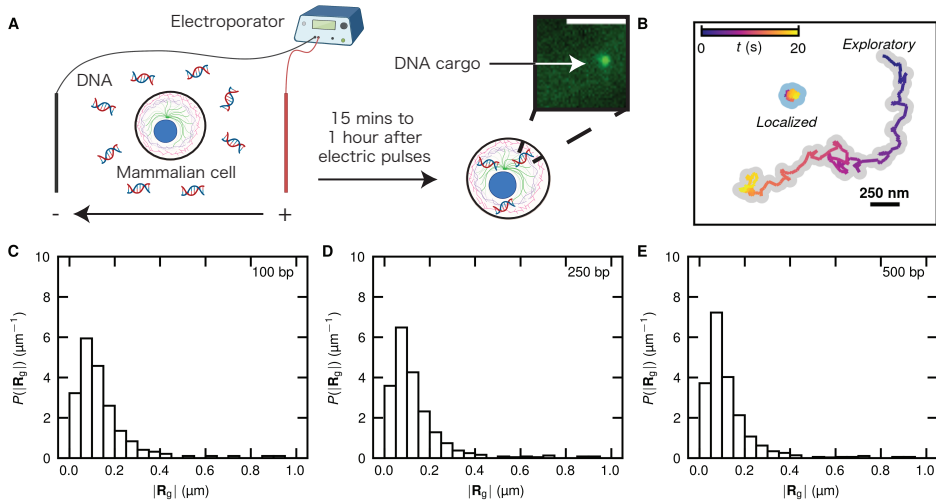 A
Electroporator
DNA
Mammalian cell
-
+
15 mins to
1 hour after
electric pulses
DNA cargo
B
0 t (s) 20
Exploratory
Localized
250 nm
C
100 bp
10
8
6
4
2
0
P(|Rg|) (μm⁻¹)
0.0 0.2 0.4 0.6 0.8 1.0
|Rg| (μm)
D
250 bp
10
8
6
4
2
0
P(|Rg|) (μm⁻¹)
0.0 0.2 0.4 0.6 0.8 1.0
|Rg| (μm)
E
500 bp
10
8
6
4
2
0
P(|Rg|) (μm⁻¹)
0.0 0.2 0.4 0.6 0.8 1.0
|Rg| (μm)